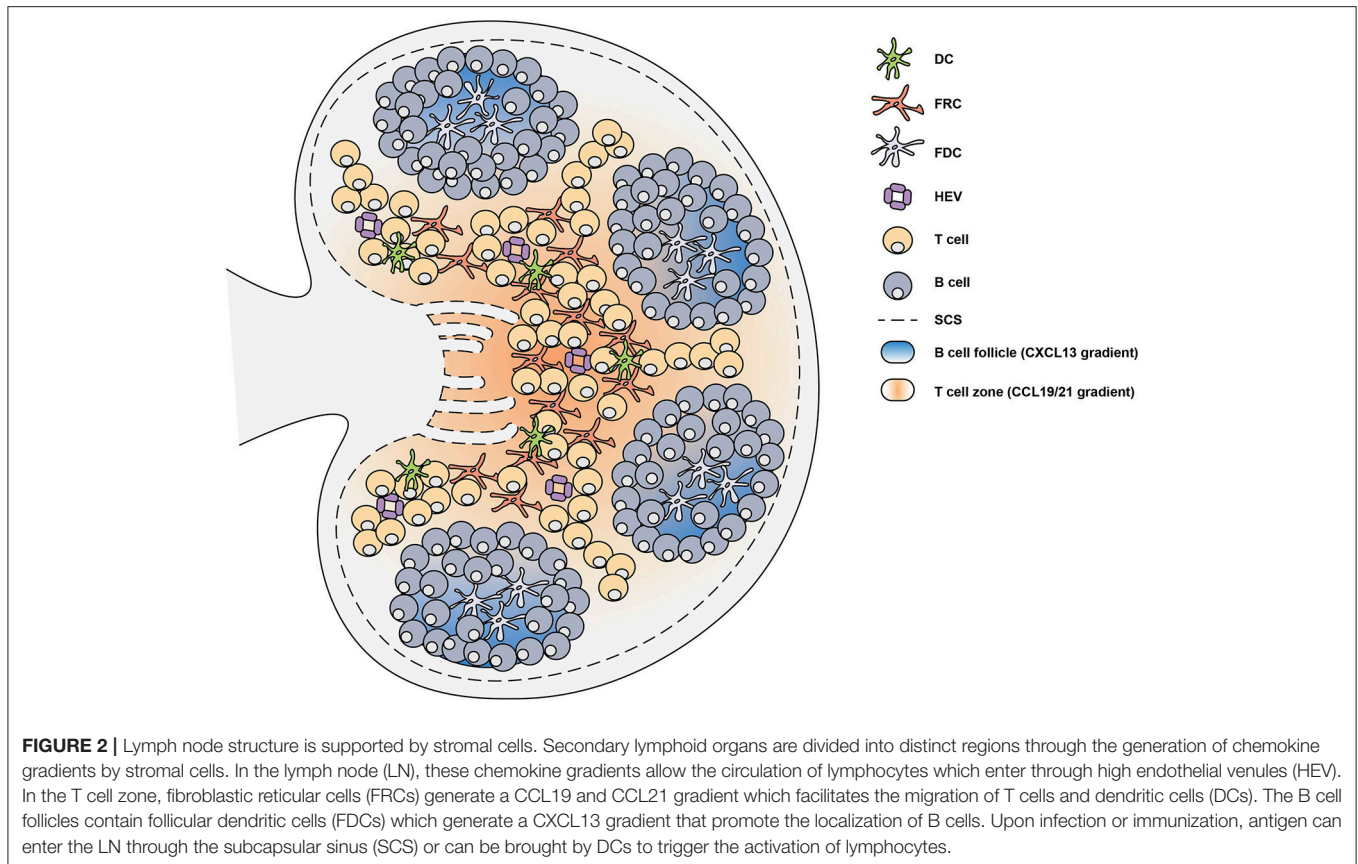 DC
FRC
FDC
HEV
T cell
B cell
SCS
B cell follicle (CXCL13 gradient)
T cell zone (CCL19/21 gradient)
FIGURE 2 | Lymph node structure is supported by stromal cells. Secondary lymphoid organs are divided into distinct regions through the generation of chemokine
gradients by stromal cells. In the lymph node (LN), these chemokine gradients allow the circulation of lymphocytes which enter through high endothelial venules (HEV).
In the T cell zone, fibroblastic reticular cells (FRCs) generate a CCL19 and CCL21 gradient which facilitates the migration of T cells and dendritic cells (DCs). The B cell
follicles contain follicular dendritic cells (FDCs) which generate a CXCL13 gradient that promote the localization of B cells. Upon infection or immunization, antigen can
enter the LN through the subcapsular sinus (SCS) or can be brought by DCs to trigger the activation of lymphocytes.